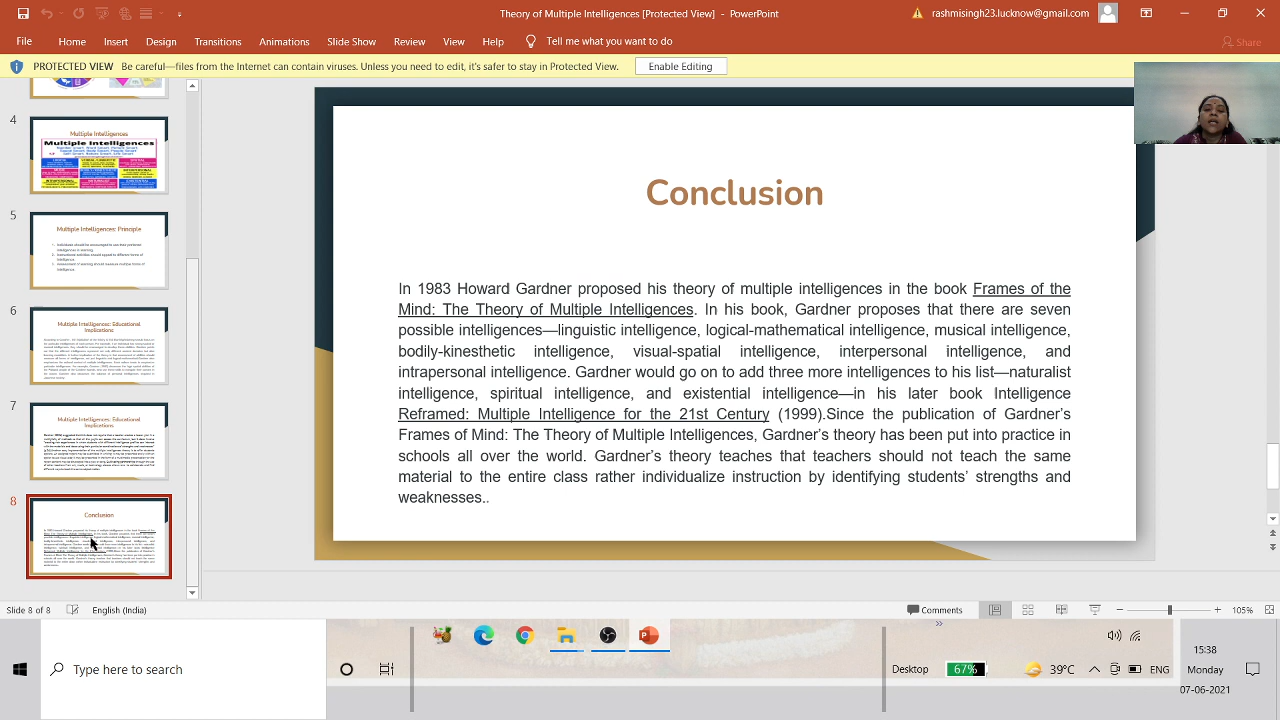 Theory of Multiple Intelligences [Protected View] - PowerPoint
rashmisingh23.lucknow@gmail.com
File Home Insert Design Transitions Animations Slide Show Review View Help Tell me what you want to do Share
PROTECTED VIEW Be careful—files from the Internet can contain viruses. Unless you need to edit, it's safer to stay in Protected View. Enable Editing
4
Multiple Intelligences
Multiple Intelligences
5
Multiple Intelligences: Principle
6
Multiple Intelligences: Educational
Implications
7
Multiple Intelligences: Educational
Implications
8
Conclusion
Conclusion
In 1983 Howard Gardner proposed his theory of multiple intelligences in the book Frames of the
Mind: The Theory of Multiple Intelligences. In his book, Gardner proposes that there are seven
possible intelligences—linguistic intelligence, logical-mathematical intelligence, musical intelligence,
bodily-kinesthetic intelligence, visual-spatial intelligence, interpersonal intelligence, and
intrapersonal intelligence. Gardner would go on to add three more intelligences to his list—naturalist
intelligence, spiritual intelligence, and existential intelligence—in his later book Intelligence
Reframed: Multiple Intelligence for the 21st Century (1999).Since the publication of Gardner's
Frames of Mind: The Theory of Multiple Intelligences, Gardner's theory has been put into practice in
schools all over the world. Gardner's theory teaches that teachers should not teach the same
material to the entire class rather individualize instruction by identifying students' strengths and
weaknesses..
Slide 8 of 8 English (India) Comments 105%
Type here to search
Desktop 67% 39°C ENG
15:38
Monday
07-06-2021